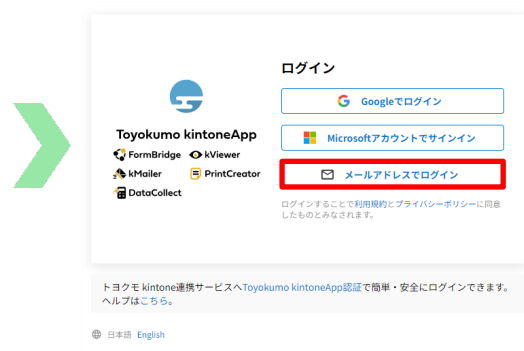 ログイン
Googleでログイン
Microsoftアカウントでサインイン
メールアドレスでログイン
ログインすることで利用規約とプライバシーポリシーに同意
したものとみなされます。
Toyokumo kintoneApp
FormBridge kViewer
kMailer PrintCreator
DataCollect
トヨクモ kintone連携サービスへToyokumo kintoneApp認証で簡単・安全にログインできます。
ヘルプはこちら。
日本語 English